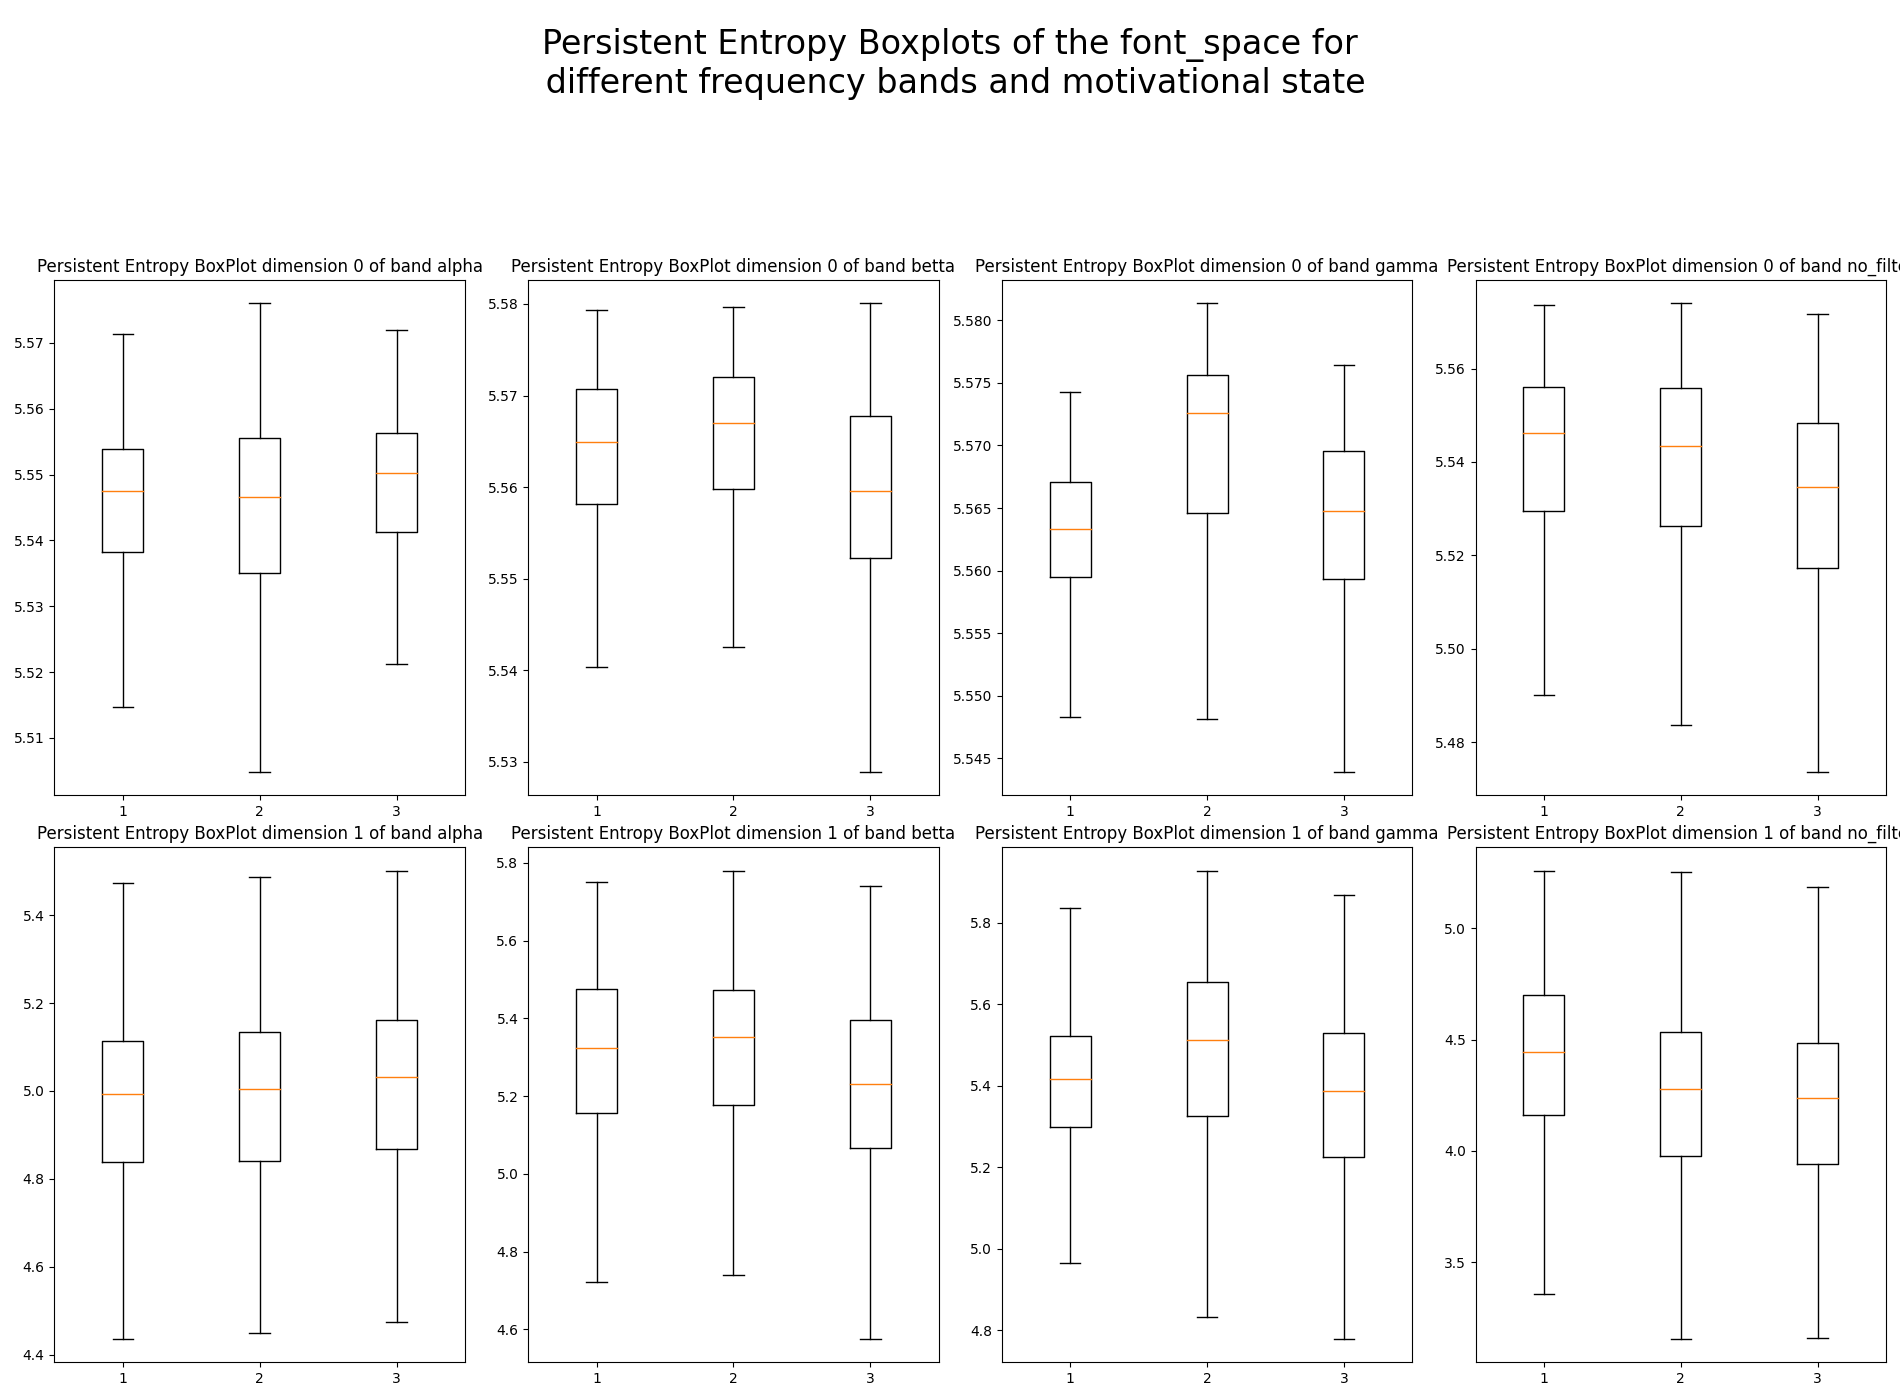 Persistent Entropy Boxplots of the font_space for
different frequency bands and motivational state
Persistent Entropy BoxPlot dimension 0 of band alpha
5.57
5.56
5.55
5.54
5.53
5.52
5.51
1 2 3
Persistent Entropy BoxPlot dimension 0 of band betta
5.58
5.57
5.56
5.55
5.54
5.53
1 2 3
Persistent Entropy BoxPlot dimension 0 of band gamma
5.580
5.575
5.570
5.565
5.560
5.555
5.550
5.545
1 2 3
Persistent Entropy BoxPlot dimension 0 of band no_filt
5.56
5.54
5.52
5.50
5.48
1 2 3
Persistent Entropy BoxPlot dimension 1 of band alpha
5.4
5.2
5.0
4.8
4.6
4.4
1 2 3
Persistent Entropy BoxPlot dimension 1 of band betta
5.8
5.6
5.4
5.2
5.0
4.8
4.6
1 2 3
Persistent Entropy BoxPlot dimension 1 of band gamma
5.8
5.6
5.4
5.2
5.0
4.8
1 2 3
Persistent Entropy BoxPlot dimension 1 of band no_filt
5.0
4.5
4.0
3.5
1 2 3